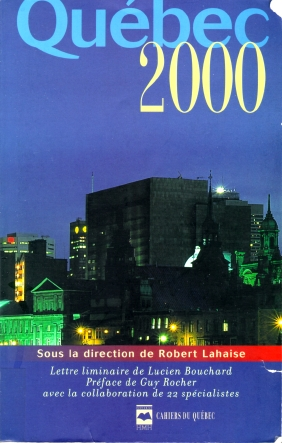 Québec
2000
Sous la direction de Robert Lahaise
Lettre liminaire de Lucien Bouchard
Préface de Guy Rocher
avec la collaboration de 22 spécialistes
HMH
CAHIERS DU QUÉBEC